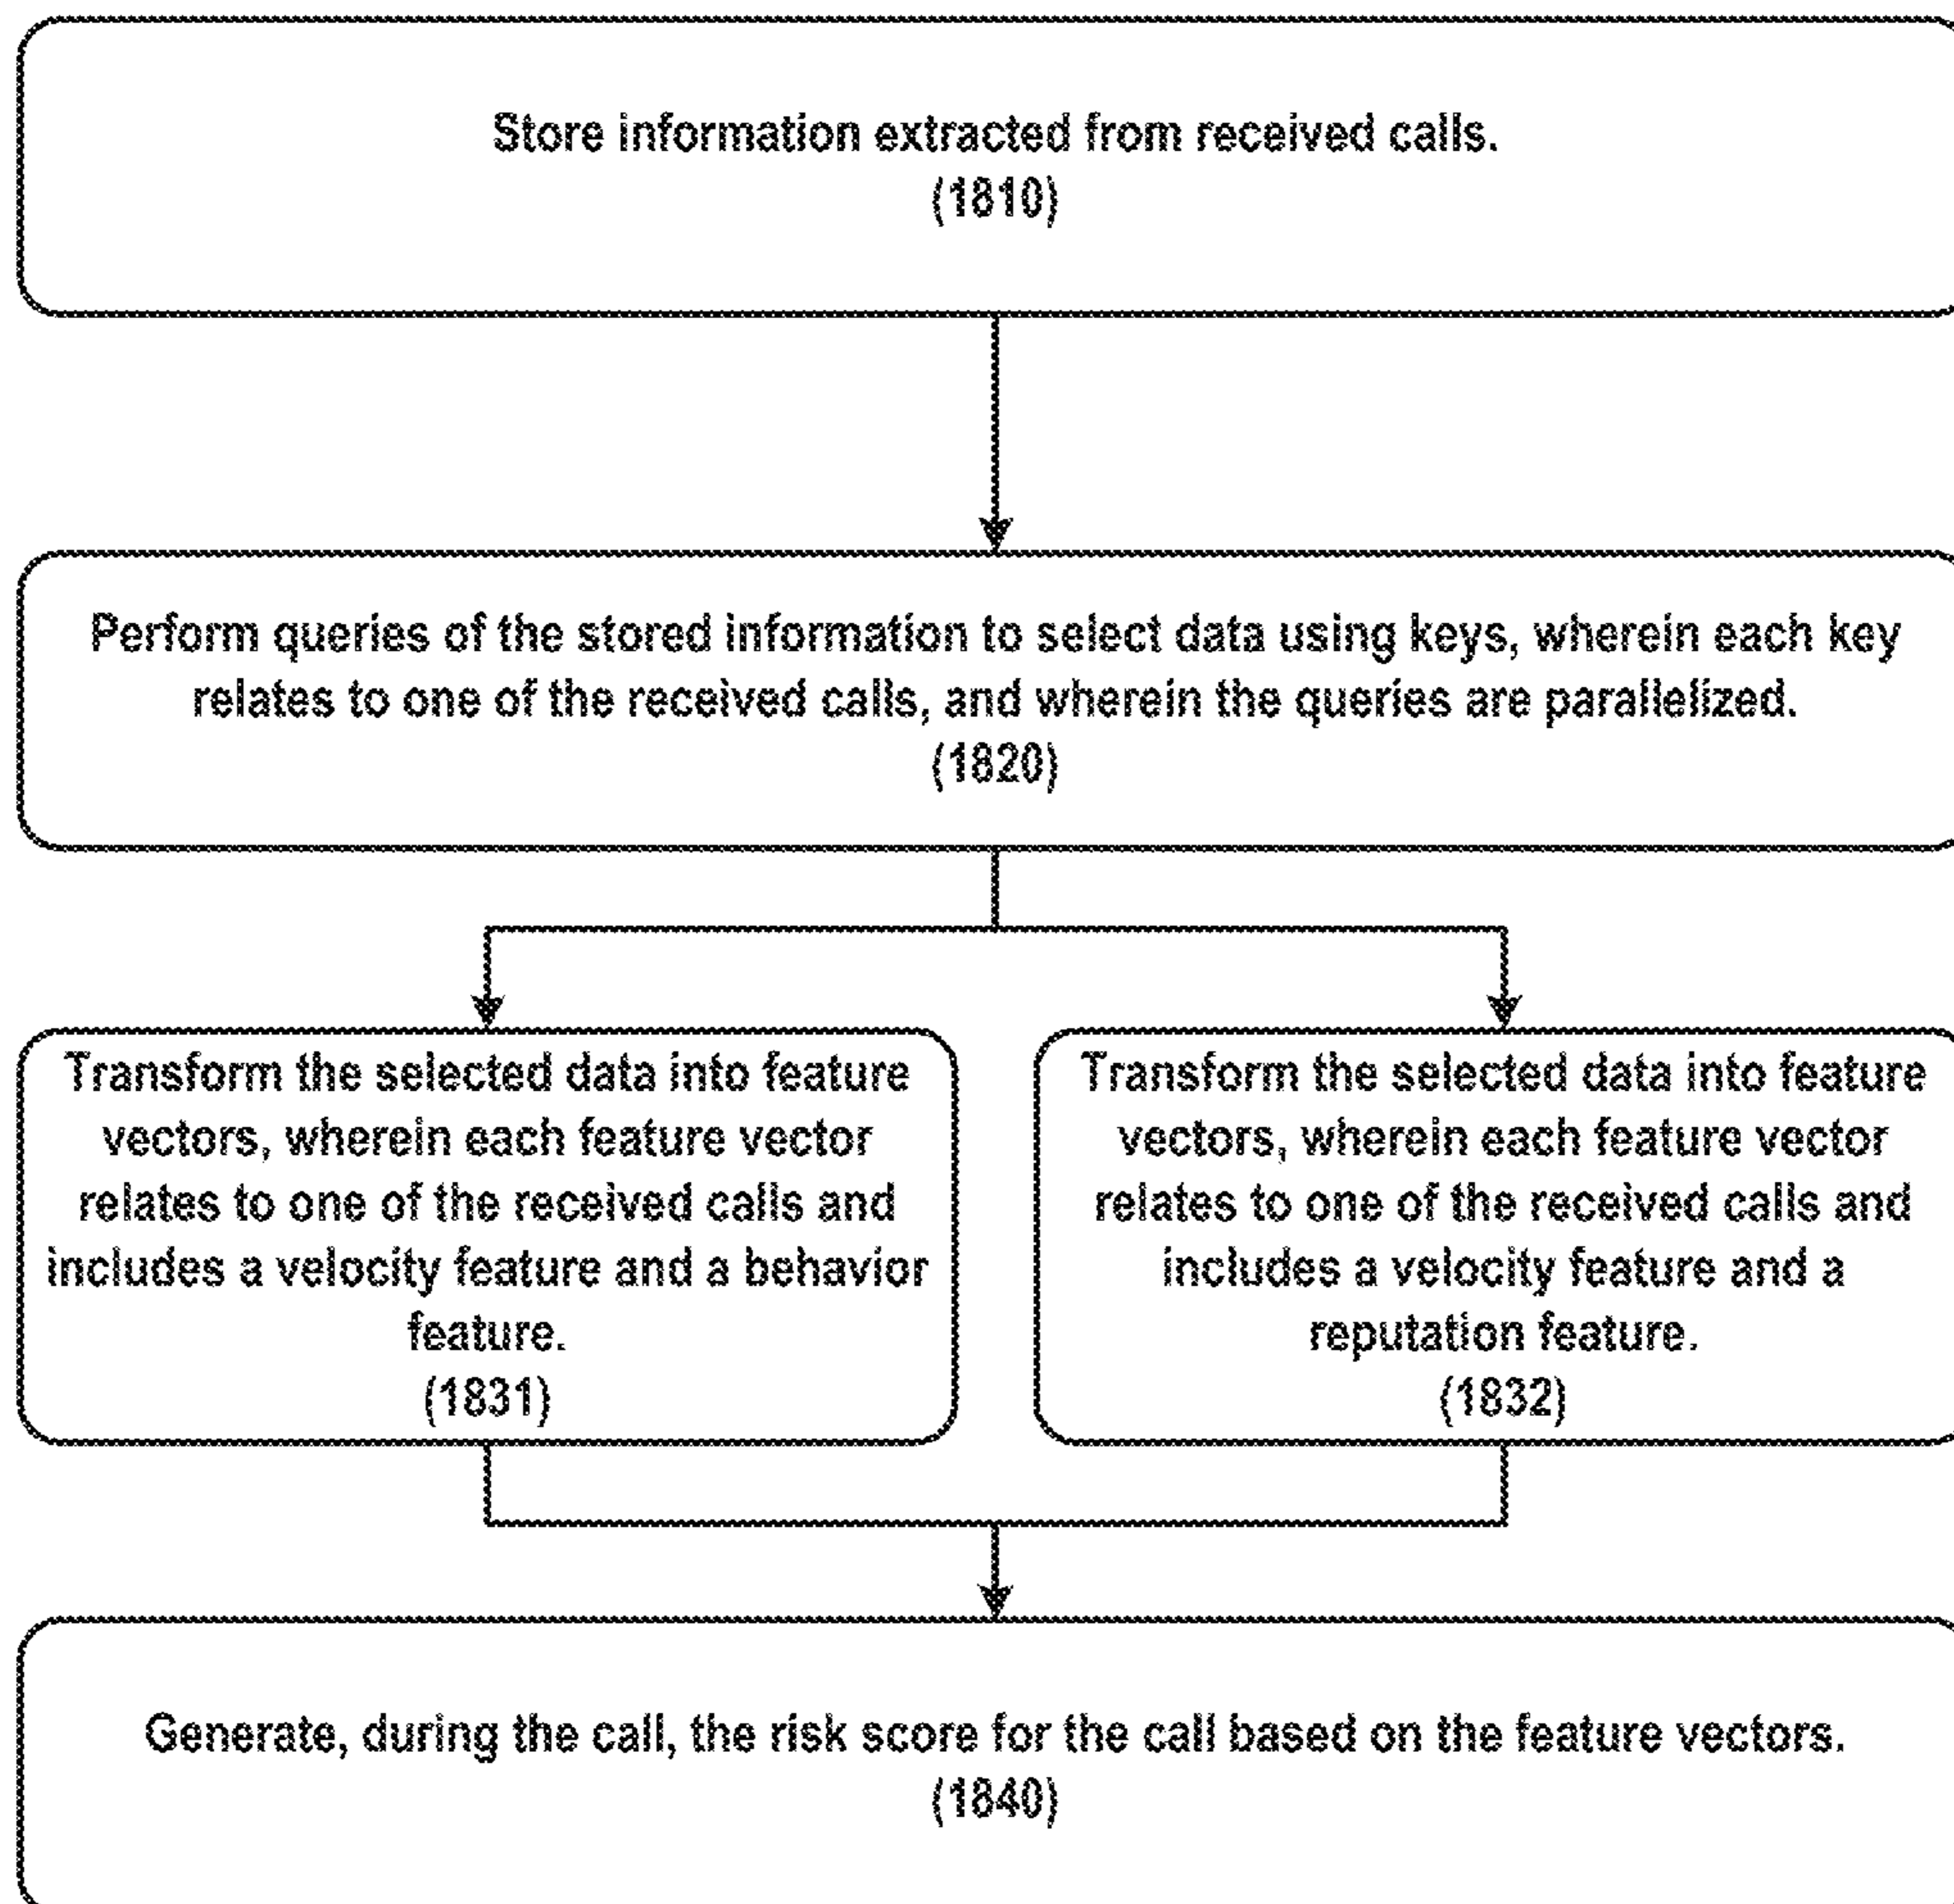 Store information extracted from received calls.
(1810)
Perform queries of the stored information to select data using keys, wherein each key
relates to one of the received calls, and wherein the queries are parallelized.
(1820)
Transform the selected data into feature
vectors, wherein each feature vector
relates to one of the received calls and
includes a velocity feature and a behavior
feature.
(1831)
Transform the selected data into feature
vectors, wherein each feature vector
relates to one of the received calls and
includes a velocity feature and a
reputation feature.
(1832)
Generate, during the call, the risk score for the call based on the feature vectors.
(1840)